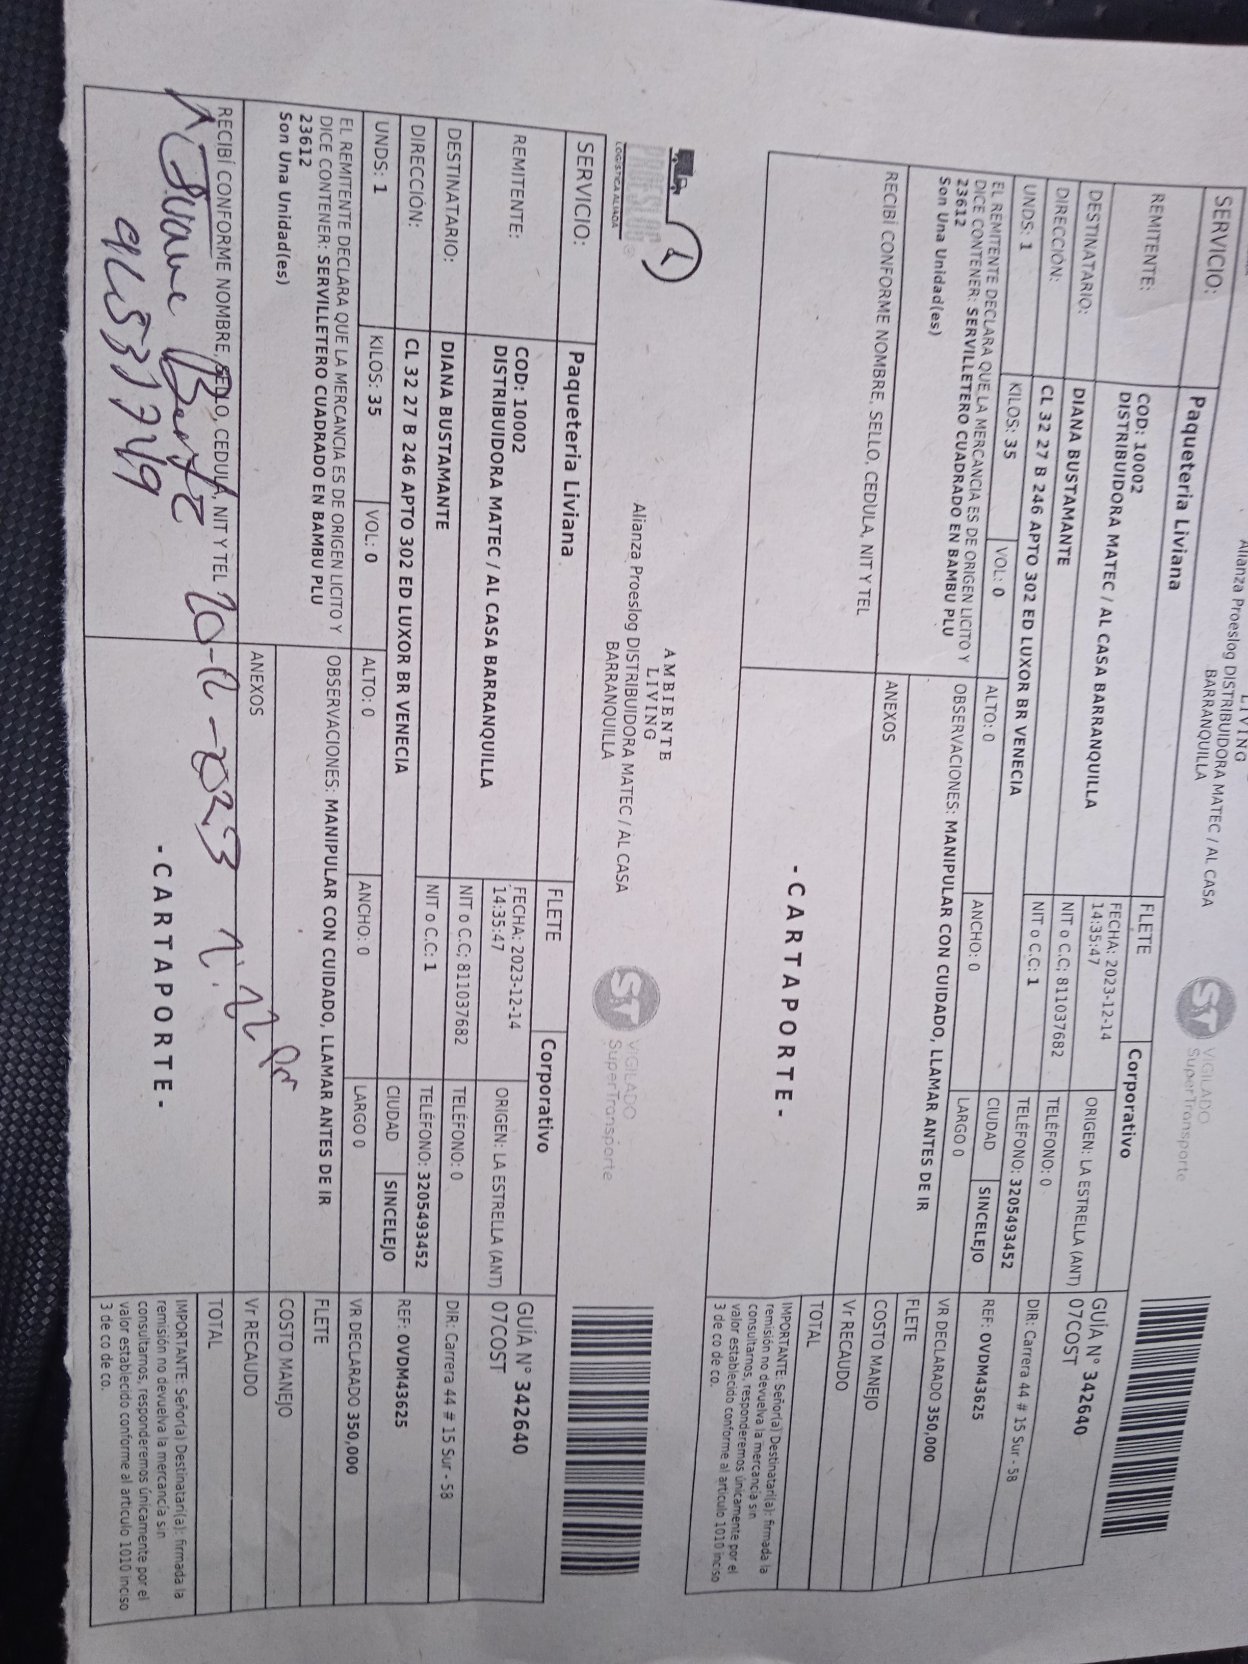 LIVING
Alianza Proeslog DISTRIBUIDORA MATEC / AL CASA
BARRANQUILLA
VIGILADO
SuperTransporte
SERVICIO: Paqueteria Liviana FLETE Corporativo
REMITENTE: COD: 10002
DISTRIBUIDORA MATEC / AL CASA BARRANQUILLA
FECHA: 2023-12-14
14:35:47
ORIGEN: LA ESTRELLA (ANT)
GUÍA N° 342640
07COST
DESTINATARIO: DIANA BUSTAMANTE NIT o C.C: 811037682 TELÉFONO: 0 DIR: Carrera 44 # 15 Sur - 58
DIRECCIÓN: CL 32 27 B 246 APTO 302 ED LUXOR BR VENECIA NIT o C.C: 1 TELÉFONO: 3205493452
CIUDAD SINCELEJO REF: OVDM43625
UNDS: 1 KILOS: 35 VOL: 0 ALTO: 0 ANCHO: 0 LARGO 0 VR DECLARADO 350,000
EL REMITENTE DECLARA QUE LA MERCANCIA ES DE ORIGEN LICITO Y
DICE CONTENER: SERVILLETERO CUADRADO EN BAMBU PLU
23612
Son Una Unidad(es)
OBSERVACIONES: MANIPULAR CON CUIDADO, LLAMAR ANTES DE IR
FLETE
COSTO MANEJO
RECIBÍ CONFORME NOMBRE, SELLO, CEDULA, NIT Y TEL
ANEXOS
Vr RECAUDO
TOTAL
- C A R T A P O R T E -
IMPORTANTE: Señor(a) Destinatari(a): firmada la
remisión no devuelva la mercancía sin
consultarnos, responderemos únicamente por el
valor establecido conforme al artículo 1010 inciso
3 de co de co.
PROESLOG
LOGÍSTICA ALIADA
AMBIENTE
LIVING
Alianza Proeslog DISTRIBUIDORA MATEC / AL CASA
BARRANQUILLA
VIGILADO
SuperTransporte
SERVICIO: Paqueteria Liviana FLETE Corporativo
REMITENTE: COD: 10002
DISTRIBUIDORA MATEC / AL CASA BARRANQUILLA
FECHA: 2023-12-14
14:35:47
ORIGEN: LA ESTRELLA (ANT)
GUÍA N° 342640
07COST
DESTINATARIO: DIANA BUSTAMANTE NIT o C.C: 811037682 TELÉFONO: 0 DIR: Carrera 44 # 15 Sur - 58
DIRECCIÓN: CL 32 27 B 246 APTO 302 ED LUXOR BR VENECIA NIT o C.C: 1 TELÉFONO: 3205493452
CIUDAD SINCELEJO REF: OVDM43625
UNDS: 1 KILOS: 35 VOL: 0 ALTO: 0 ANCHO: 0 LARGO 0 VR DECLARADO 350,000
EL REMITENTE DECLARA QUE LA MERCANCIA ES DE ORIGEN LICITO Y
DICE CONTENER: SERVILLETERO CUADRADO EN BAMBU PLU
23612
Son Una Unidad(es)
OBSERVACIONES: MANIPULAR CON CUIDADO, LLAMAR ANTES DE IR
FLETE
COSTO MANEJO
RECIBÍ CONFORME NOMBRE, SELLO, CEDULA, NIT Y TEL
ANEXOS
Vr RECAUDO
TOTAL
- C A R T A P O R T E -
IMPORTANTE: Señor(a) Destinatari(a): firmada la
remisión no devuelva la mercancía sin
consultarnos, responderemos únicamente por el
valor establecido conforme al artículo 1010 inciso
3 de co de co.